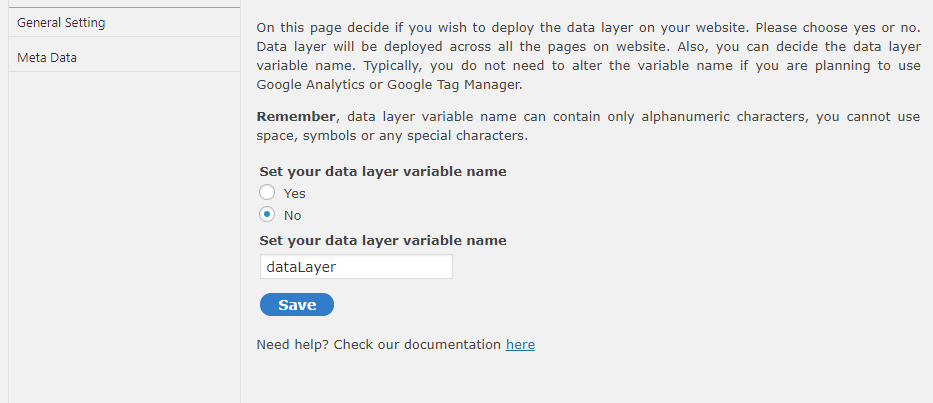 General Setting
Meta Data
On this page decide if you wish to deploy the data layer on your website. Please choose yes or no.
Data layer will be deployed across all the pages on website. Also, you can decide the data layer
variable name. Typically, you do not need to alter the variable name if you are planning to use
Google Analytics or Google Tag Manager.
Remember, data layer variable name can contain only alphanumeric characters, you cannot use
space, symbols or any special characters.
Set your data layer variable name
Yes
No
Set your data layer variable name
dataLayer
Save
Need help? Check our documentation here